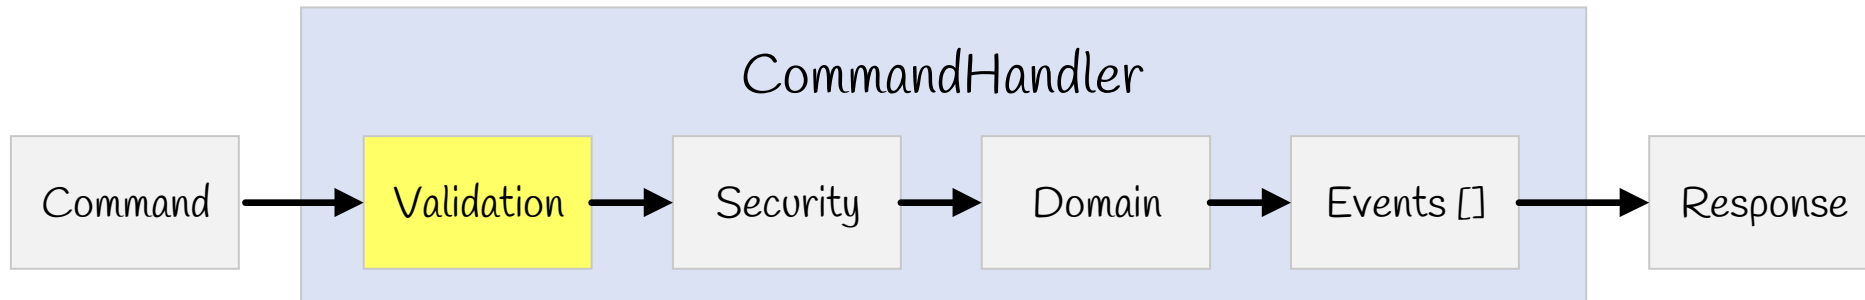 CommandHandler
Command
Validation
Security
Domain
Events []
Response